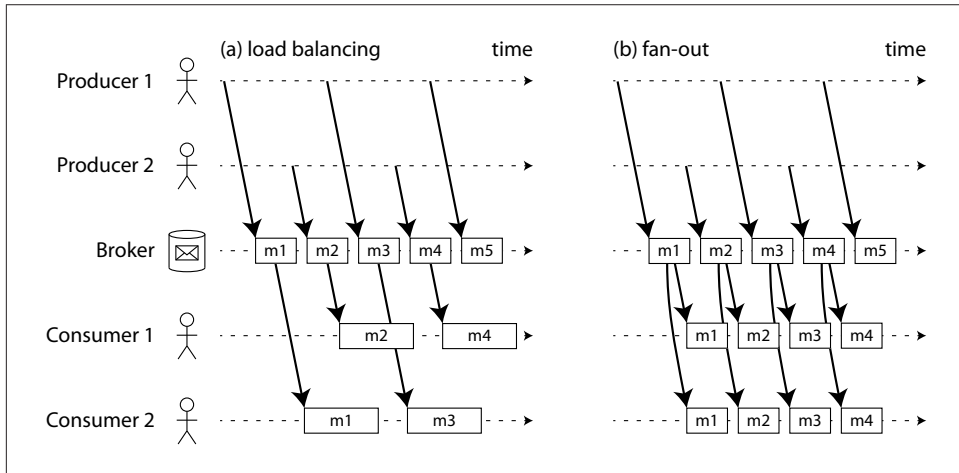 (a) load balancing time (b) fan-out time
Producer 1
Producer 2
Broker m1 m2 m3 m4 m5 m1 m2 m3 m4 m5
Consumer 1 m2 m4 m1 m2 m3 m4
Consumer 2 m1 m3 m1 m2 m3 m4